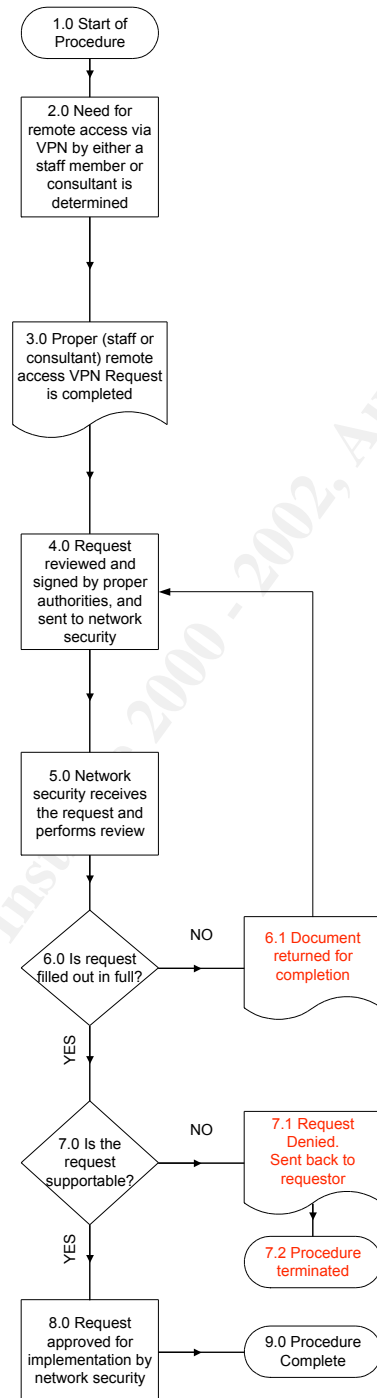 1.0 Start of
Procedure
2.0 Need for
remote access via
VPN by either a
staff member or
consultant is
determined
3.0 Proper (staff or
consultant) remote
access VPN Request
is completed
4.0 Request
reviewed and
signed by proper
authorities, and
sent to network
security
5.0 Network
security receives
the request and
performs review
6.0 Is request
filled out in full?
NO
6.1 Document
returned for
completion
YES
7.0 Is the
request
supportable?
NO
7.1 Request
Denied.
Sent back to
requestor
7.2 Procedure
terminated
YES
8.0 Request
approved for
implementation by
network security
9.0 Procedure
Complete
2000 - 2002,